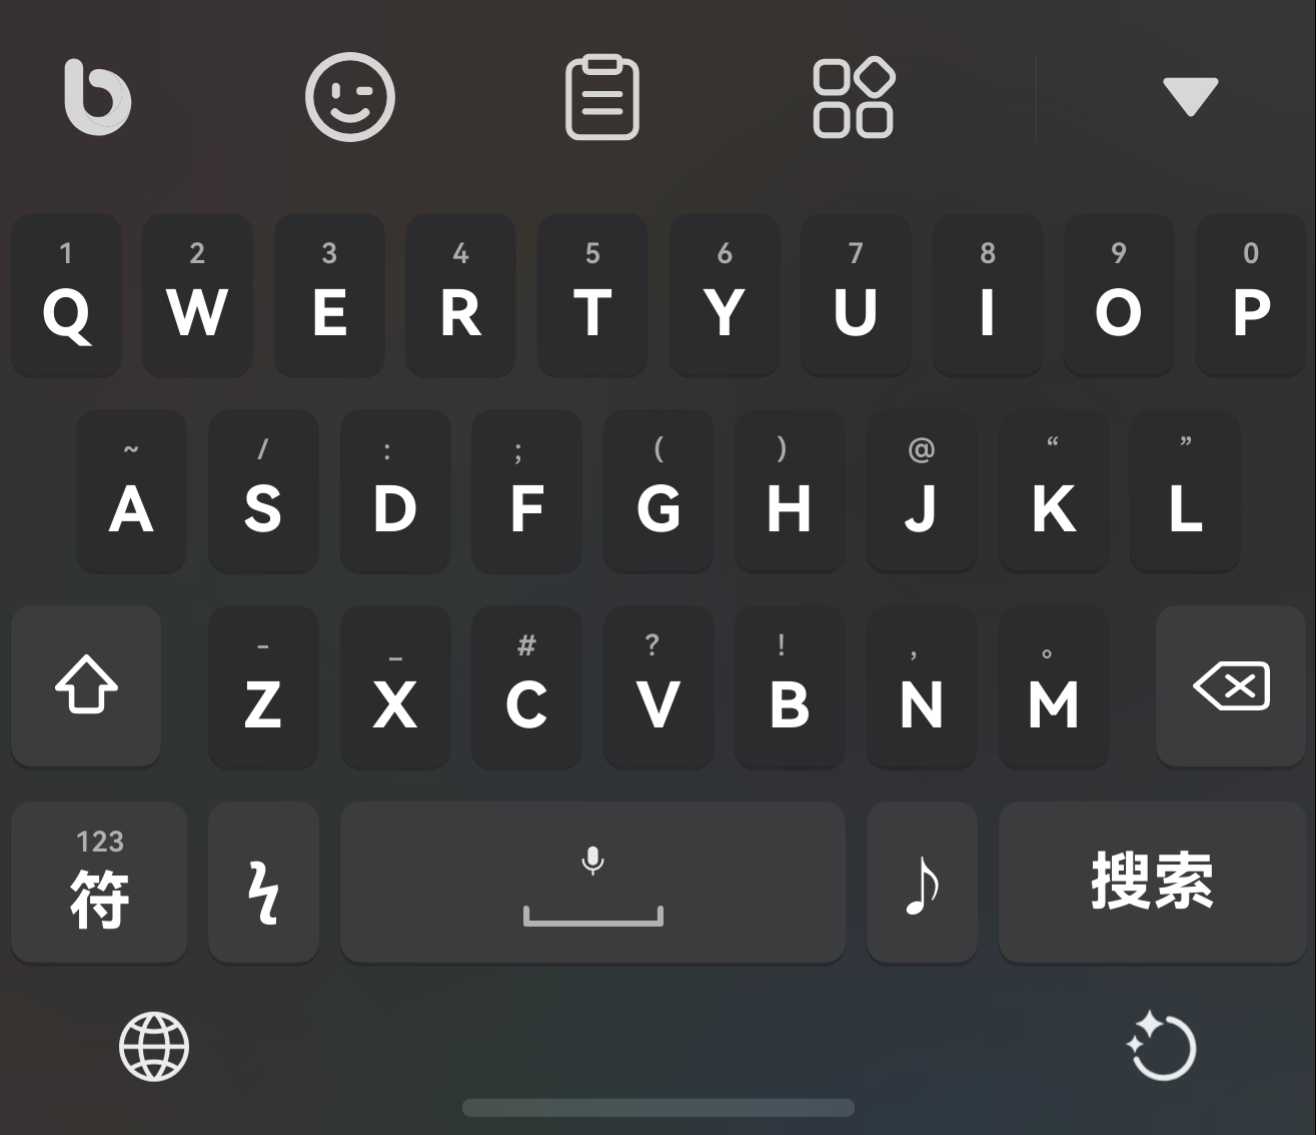 1 2 3 4 5 6 7 8 9 0
Q W E R T Y U I O P
~ / : ; ( ) @ “ ”
A S D F G H J K L
- _ # ? ! , 。
Z X C V B N M
123
符 搜索